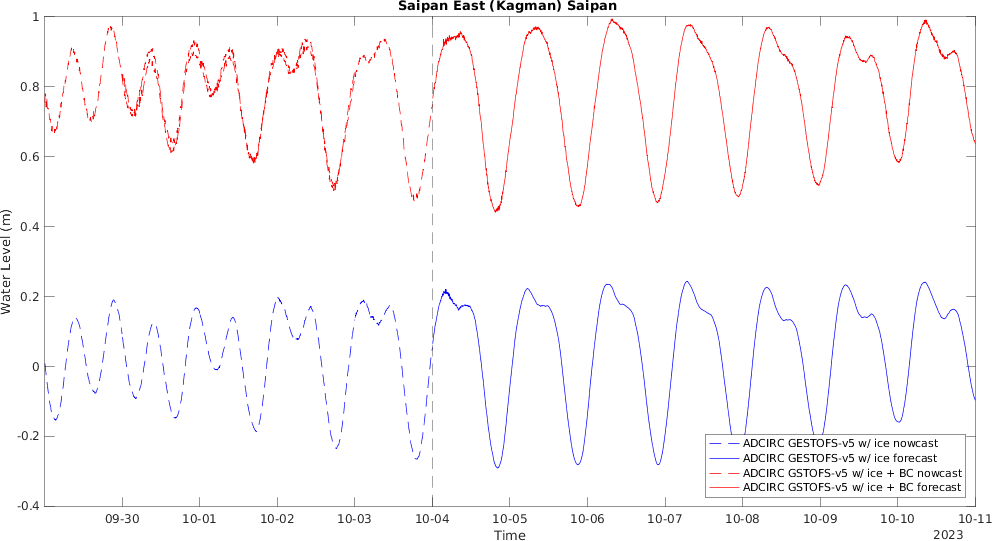 Saipan East (Kagman) Saipan
1
0.8
0.6
0.4
0.2
0
-0.2
-0.4
Water Level (m)
ADCIRC GESTOFS-v5 w/ ice nowcast
ADCIRC GESTOFS-v5 w/ ice forecast
ADCIRC GSTOFS-v5 w/ ice + BC nowcast
ADCIRC GSTOFS-v5 w/ ice + BC forecast
09-30 10-01 10-02 10-03 10-04 10-05 10-06 10-07 10-08 10-09 10-10 10-11
Time
2023